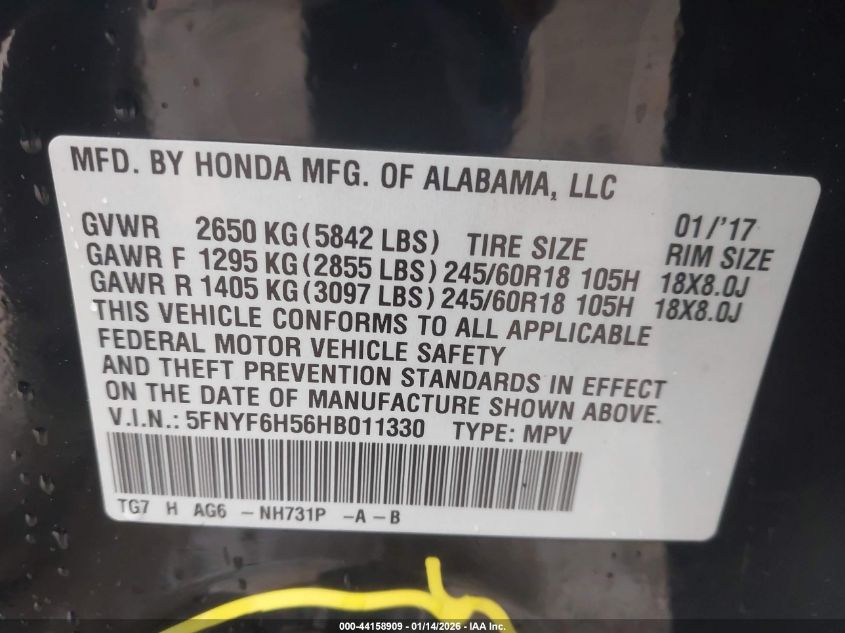 MFD. BY HONDA MFG. OF ALABAMA, LLC
01/'17
GVWR 2650 KG (5842 LBS) TIRE SIZE RIM SIZE
GAWR F 1295 KG (2855 LBS) 245/60R18 105H 18X8.0J
GAWR R 1405 KG (3097 LBS) 245/60R18 105H 18X8.0J
THIS VEHICLE CONFORMS TO ALL APPLICABLE
FEDERAL MOTOR VEHICLE SAFETY
AND THEFT PREVENTION STANDARDS IN EFFECT
ON THE DATE OF MANUFACTURE SHOWN ABOVE.
V.I.N.: 5FNYF6H56HB011330 TYPE: MPV
TG7 H AG6 - NH731P - A - B
000-44158909 - 01/14/2026 - IAA Inc.